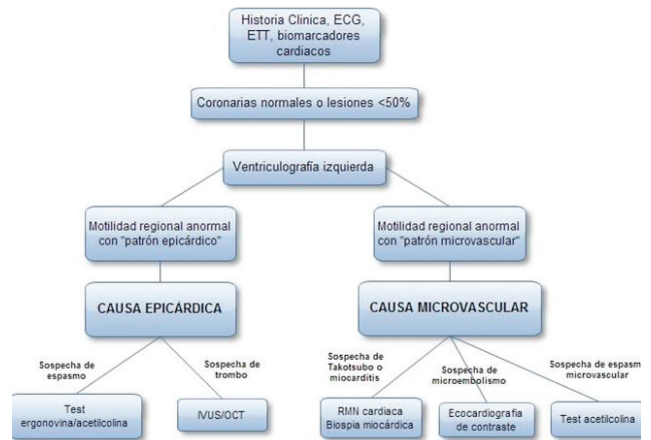 Historia Clinica, ECG,
ETT, biomarcadores
cardiacos
Coronarias normales o lesiones <50%
Ventriculografía izquierda
Motilidad regional anormal
con "patrón epicárdico"
Motilidad regional anormal
con "patrón microvascular"
CAUSA EPICÁRDICA
CAUSA MICROVASCULAR
Sospecha de
espasmo
Sospecha de
trombo
Sospecha de
Takotsubo o
miocarditis
Sospecha de
microembolismo
Sospecha de espasm
microvascular
Test
ergonovina/acetilcolina
IVUS/OCT
RMN cardiaca
Biospia miocárdica
Ecocardiografia
de contraste
Test acetilcolina